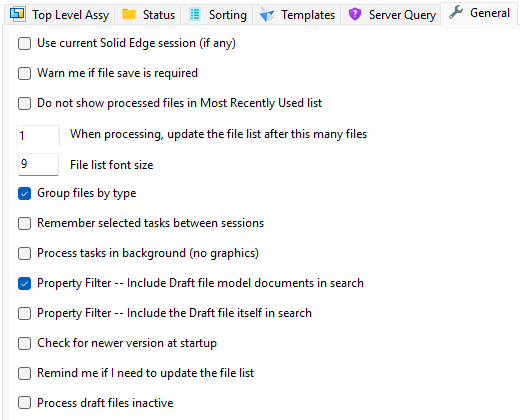 Top Level Assy Status Sorting Templates Server Query General
Use current Solid Edge session (if any)
Warn me if file save is required
Do not show processed files in Most Recently Used list
1 When processing, update the file list after this many files
9 File list font size
Group files by type
Remember selected tasks between sessions
Process tasks in background (no graphics)
Property Filter -- Include Draft file model documents in search
Property Filter -- Include the Draft file itself in search
Check for newer version at startup
Remind me if I need to update the file list
Process draft files inactive